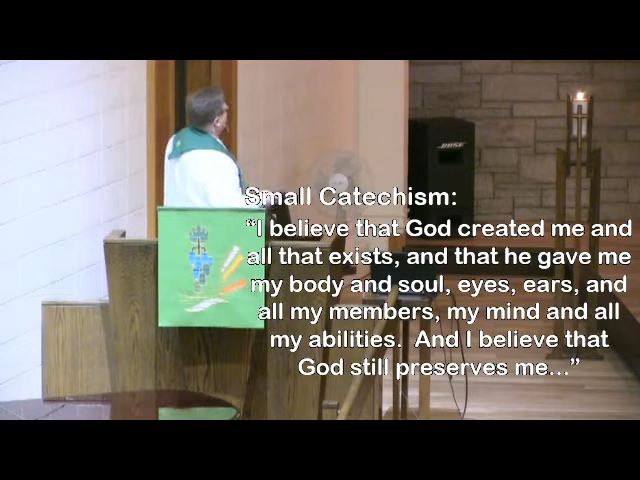 BOSE
Small Catechism:
“I believe that God created me and
all that exists, and that he gave me
my body and soul, eyes, ears, and
all my members, my mind and all
my abilities.  And I believe that
God still preserves me...”